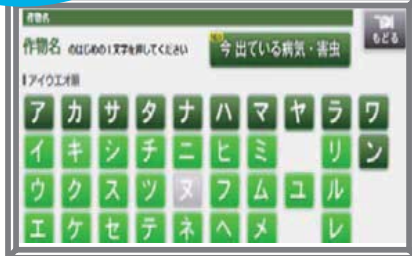 作物名
作物名 のはじめの1文字を押してください
今 出ている病気・害虫
もどる
アイウエオ順
ア カ サ タ ナ ハ マ ヤ ラ ワ
イ キ シ チ ニ ヒ ミ リ ン
ウ ク ス ツ ヌ フ ム ユ ル
エ ケ セ テ ネ ヘ メ レ